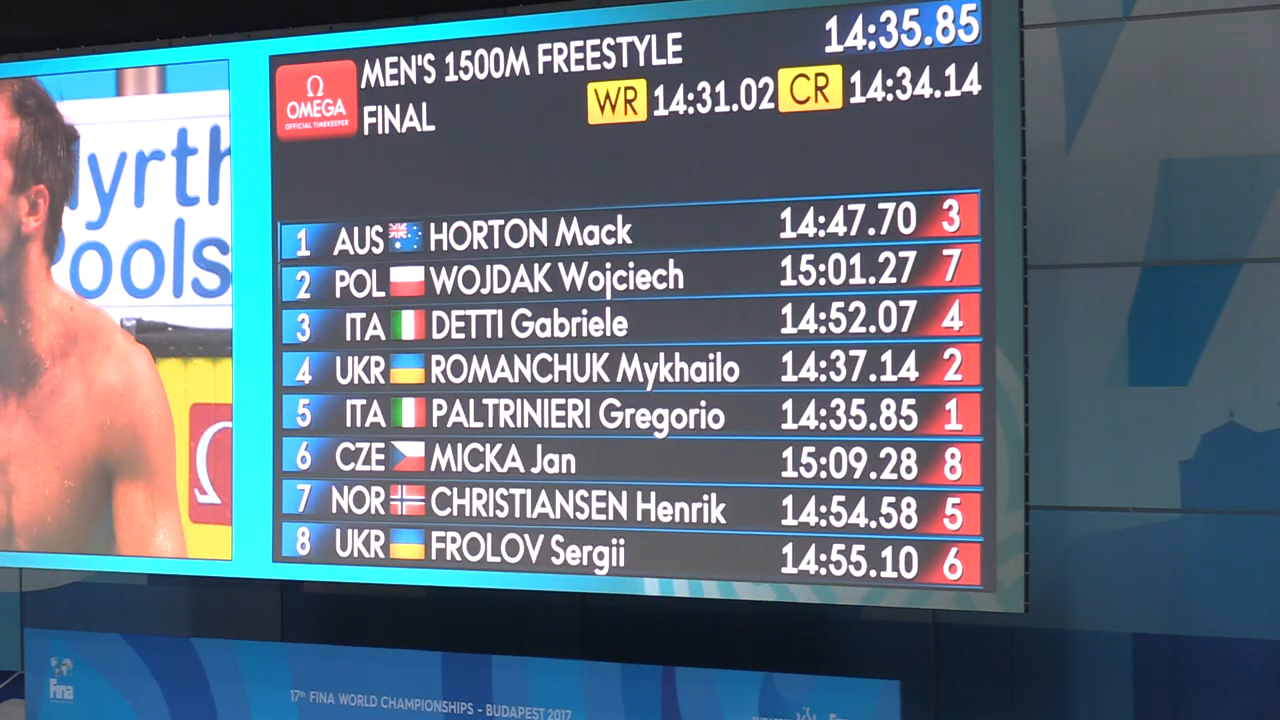 14:35.85
MEN'S 1500M FREESTYLE
WR 14:31.02 CR 14:34.14
FINAL
Ω
OMEGA
OFFICIAL TIMEKEEPER
1 AUS HORTON Mack 14:47.70 3
2 POL WOJDAK Wojciech 15:01.27 7
3 ITA DETTI Gabriele 14:52.07 4
4 UKR ROMANCHUK Mykhailo 14:37.14 2
5 ITA PALTRINIERI Gregorio 14:35.85 1
6 CZE MICKA Jan 15:09.28 8
7 NOR CHRISTIANSEN Henrik 14:54.58 5
8 UKR FROLOV Sergii 14:55.10 6
yrth
Pools
Ω
fina
17th FINA WORLD CHAMPIONSHIPS - BUDAPEST 2017